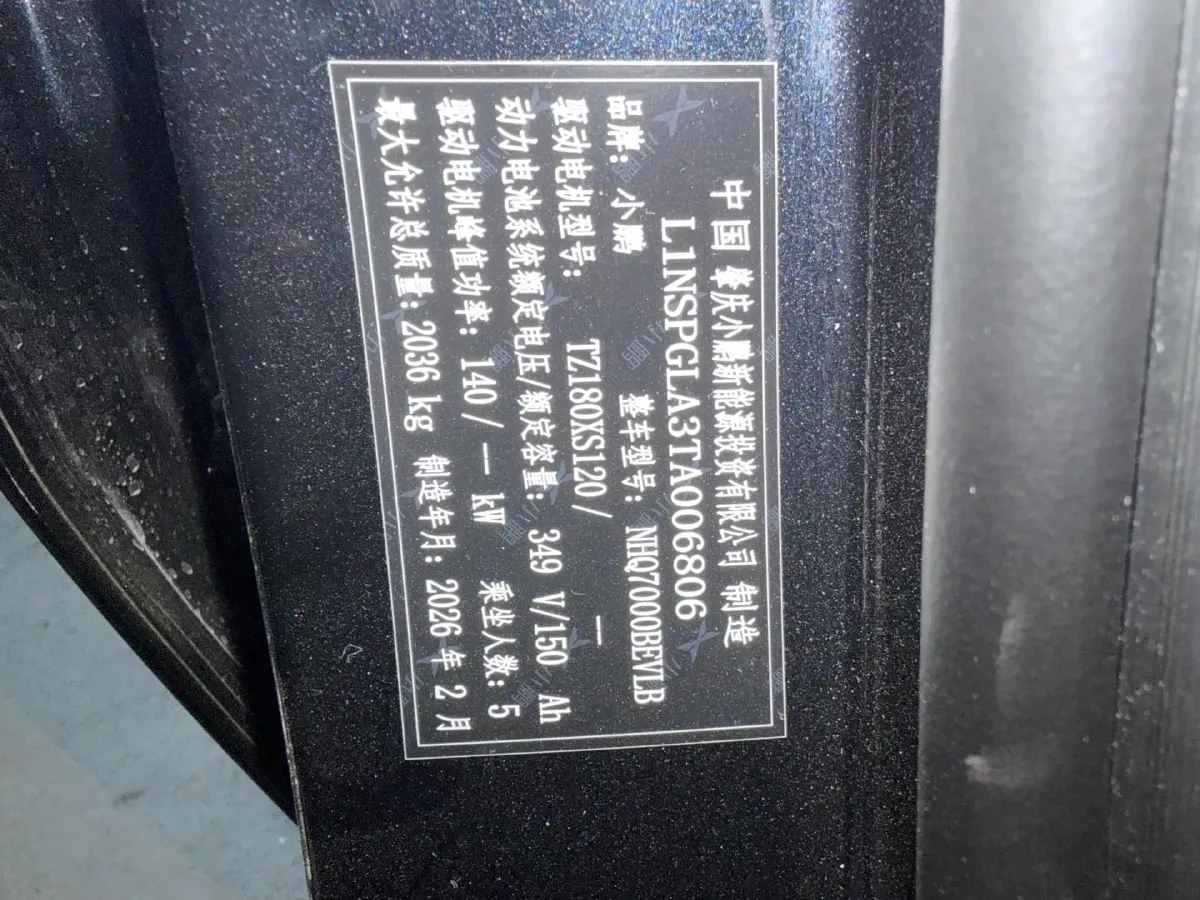 中国 肇庆小鹏新能源投资有限公司 制造
L1NSPGLA3TA006806
品牌: 小鹏 整车型号: NHQ7000BEVLB
驱动电机型号: TZ180XS120/ —
动力电池系统额定电压/额定容量: 349 V/150 Ah
驱动电机峰值功率: 140/ — kW 乘坐人数: 5
最大允许总质量: 2036 kg 制造年月: 2026 年 2 月